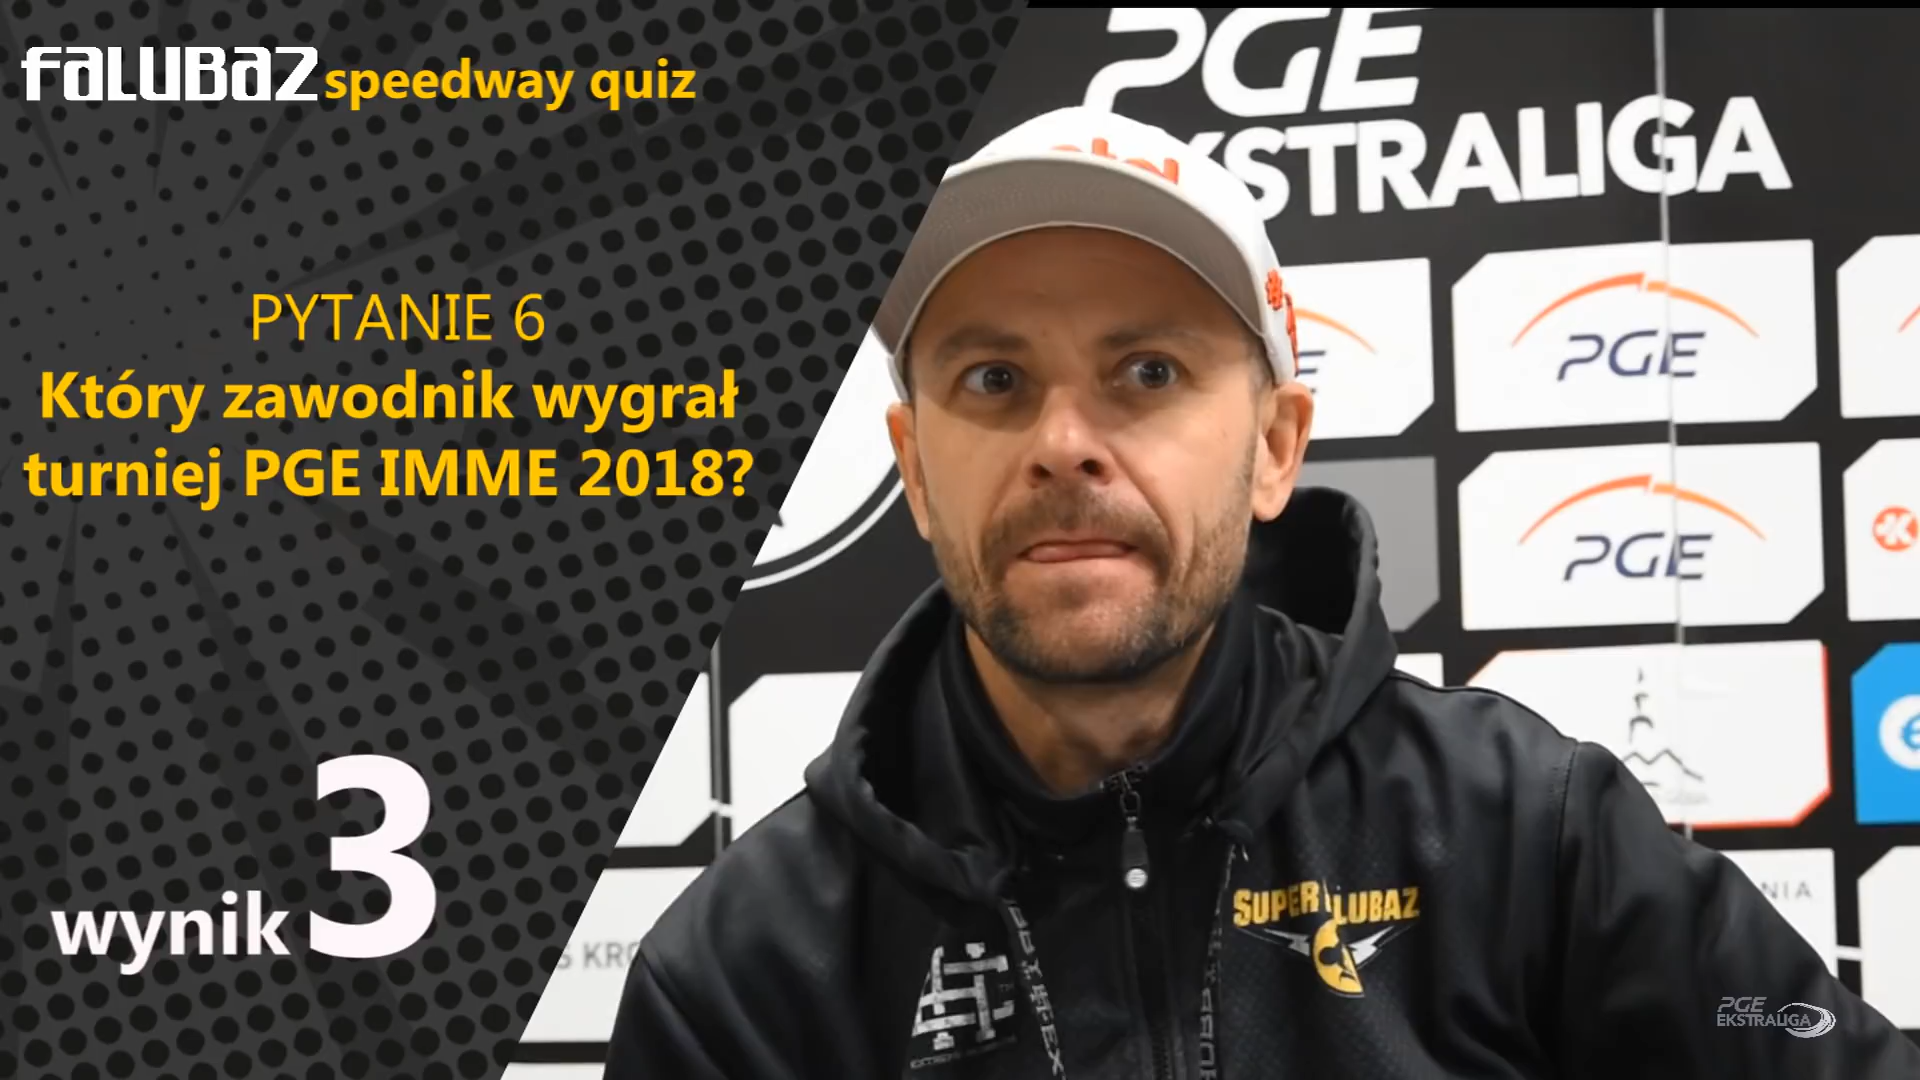 FALUBAZ speedway quiz
PYTANIE 6
Który zawodnik wygrał
turniej PGE IMME 2018?
wynik 3
PGE
EKSTRALIGA
PGE
PGE
SUPER FALUBAZ
PGE
EKSTRALIGA